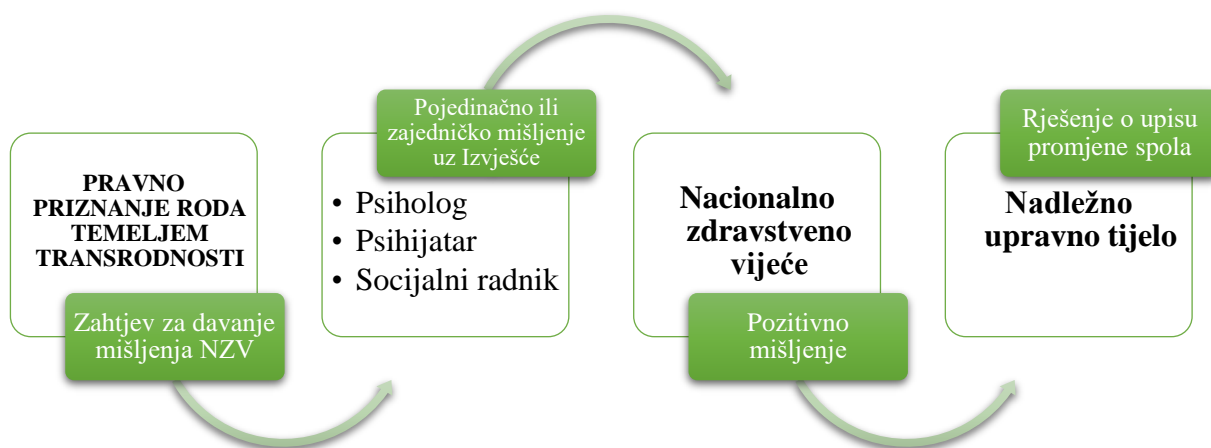 PRAVNO
PRIZNANJE RODA
TEMELJEM
TRANSRODNOSTI
Zahtjev za davanje
mišljenja NZV
Pojedinačno ili
zajedničko mišljenje
uz Izvješće
• Psiholog
• Psihijatar
• Socijalni radnik
Nacionalno
zdravstveno
vijeće
Pozitivno
mišljenje
Rješenje o upisu
promjene spola
Nadležno
upravno tijelo